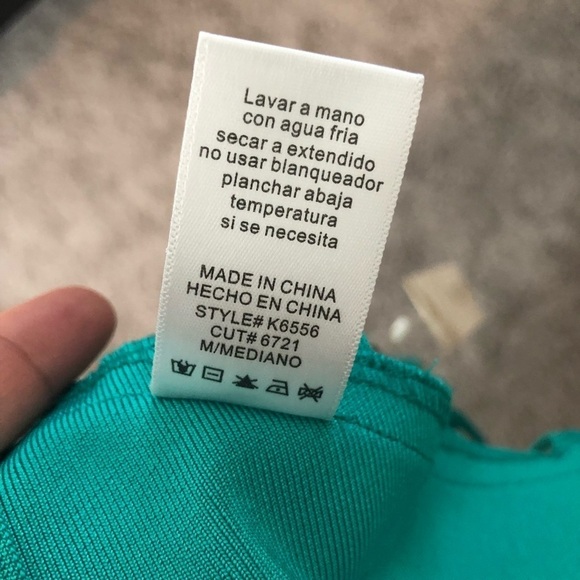 Lavar a mano
con agua fria
secar a extendido
no usar blanqueador
planchar abaja
temperatura
si se necesita
MADE IN CHINA
HECHO EN CHINA
STYLE# K6556
CUT# 6721
M/MEDIANO